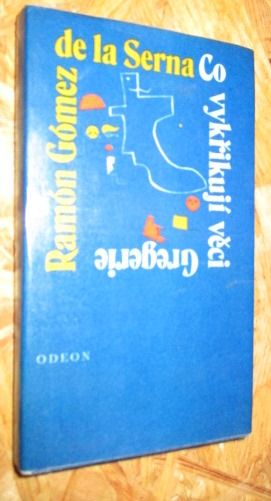 Ramón Gómez
de la Serna
Co vykřikují věci
Gregerie
ODEON